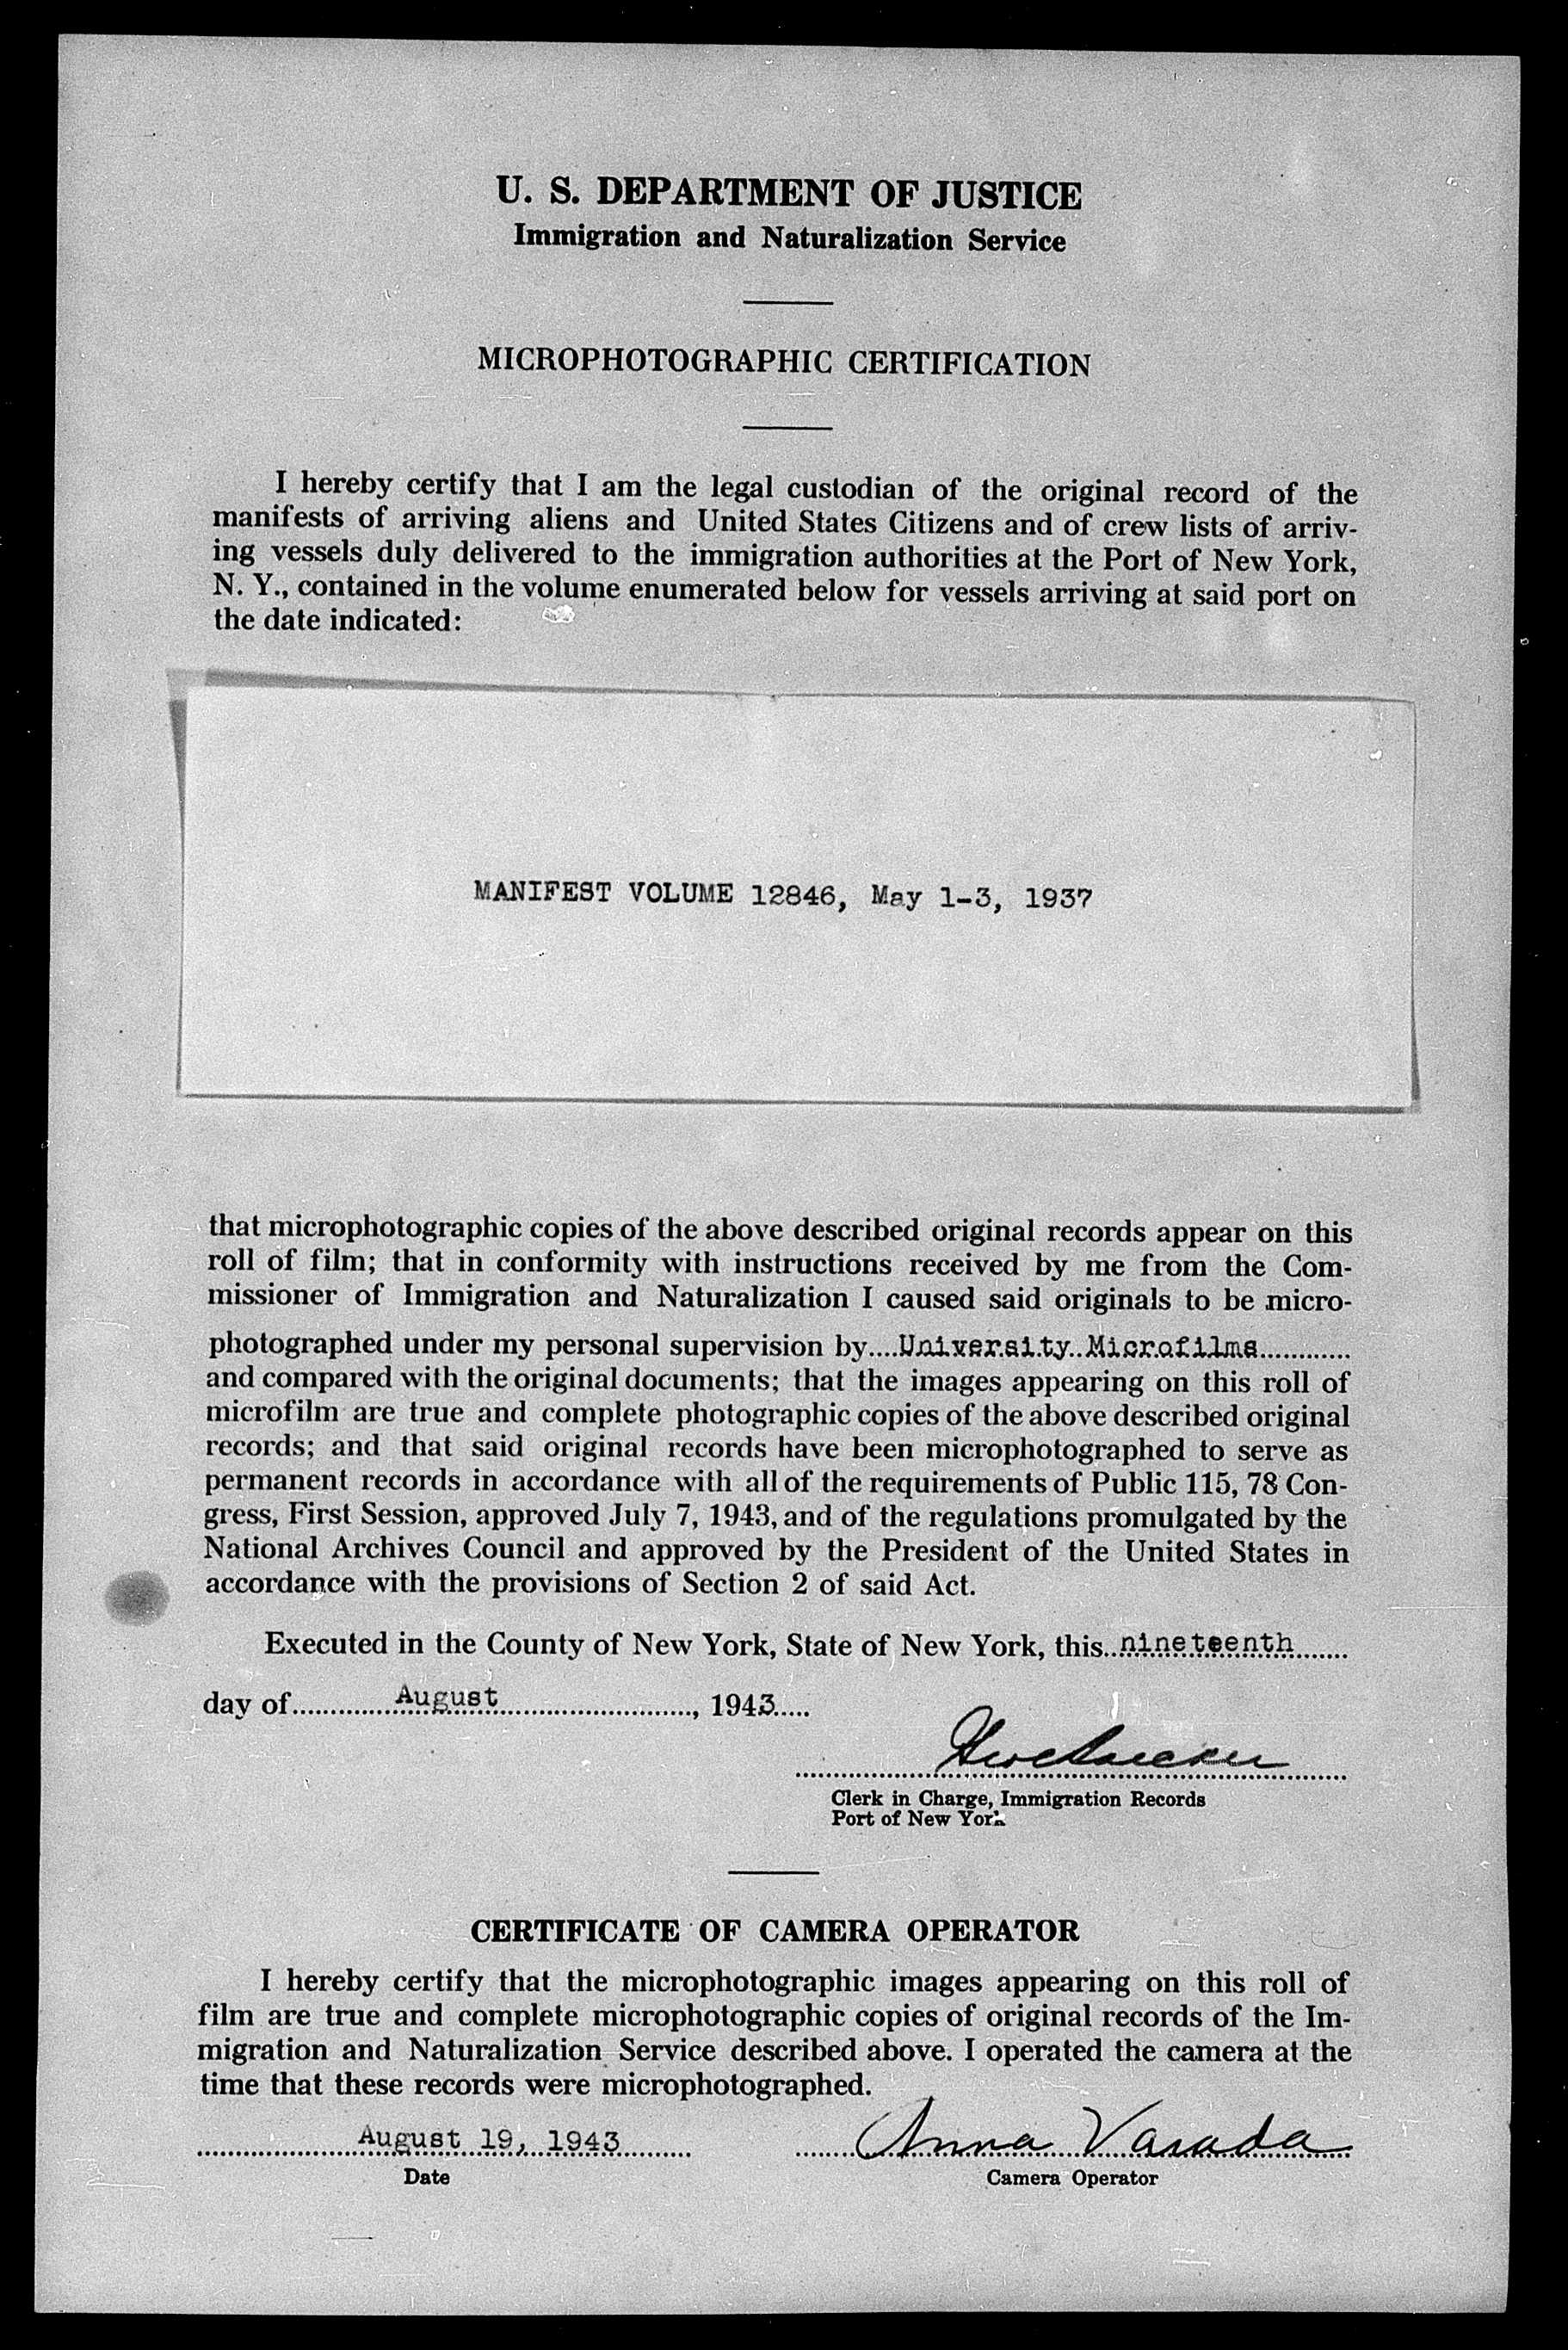 U. S. DEPARTMENT OF JUSTICE
Immigration and Naturalization Service
MICROPHOTOGRAPHIC CERTIFICATION
I hereby certify that I am the legal custodian of the original record of the
manifests of arriving aliens and United States Citizens and of crew lists of arriv-
ing vessels duly delivered to the immigration authorities at the Port of New York,
N. Y., contained in the volume enumerated below for vessels arriving at said port on
the date indicated:
MANIFEST VOLUME 12846, May 1-3, 1937
that microphotographic copies of the above described original records appear on this
roll of film; that in conformity with instructions received by me from the Com-
missioner of Immigration and Naturalization I caused said originals to be micro-
photographed under my personal supervision by....University Microfilms............
and compared with the original documents; that the images appearing on this roll of
microfilm are true and complete photographic copies of the above described original
records; and that said original records have been microphotographed to serve as
permanent records in accordance with all of the requirements of Public 115, 78 Con-
gress, First Session, approved July 7, 1943, and of the regulations promulgated by the
National Archives Council and approved by the President of the United States in
accordance with the provisions of Section 2 of said Act.
Executed in the County of New York, State of New York, this..nineteenth.......
day of..............August........................., 1943.....
Clerk in Charge, Immigration Records
Port of New York
CERTIFICATE OF CAMERA OPERATOR
I hereby certify that the microphotographic images appearing on this roll of
film are true and complete microphotographic copies of original records of the Im-
migration and Naturalization Service described above. I operated the camera at the
time that these records were microphotographed.
August 19, 1943 Anna Varada
Date Camera Operator